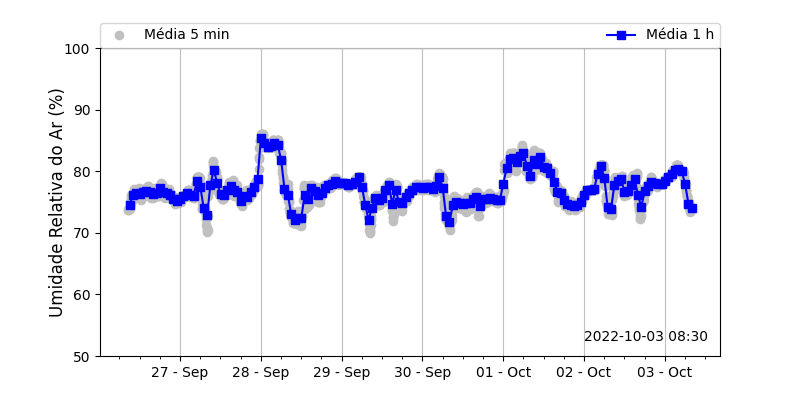 Média 5 min
Média 1 h
Umidade Relativa do Ar (%)
100
90
80
70
60
50
2022-10-03 08:30
27 - Sep
28 - Sep
29 - Sep
30 - Sep
01 - Oct
02 - Oct
03 - Oct